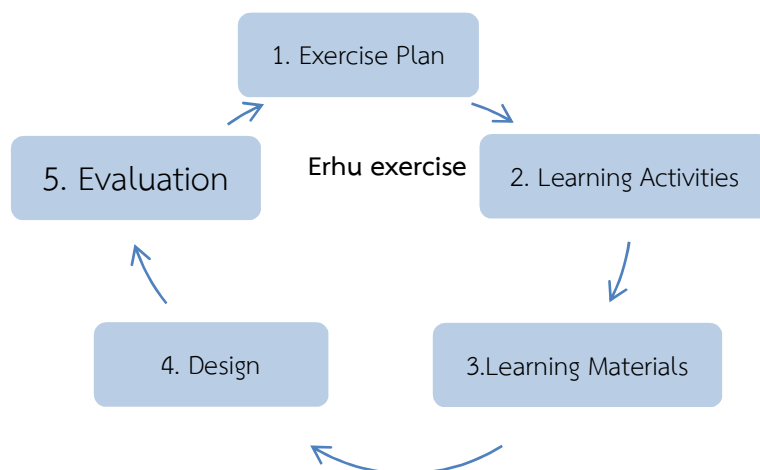 1. Exercise Plan
5. Evaluation
Erhu exercise
2. Learning Activities
4. Design
3.Learning Materials